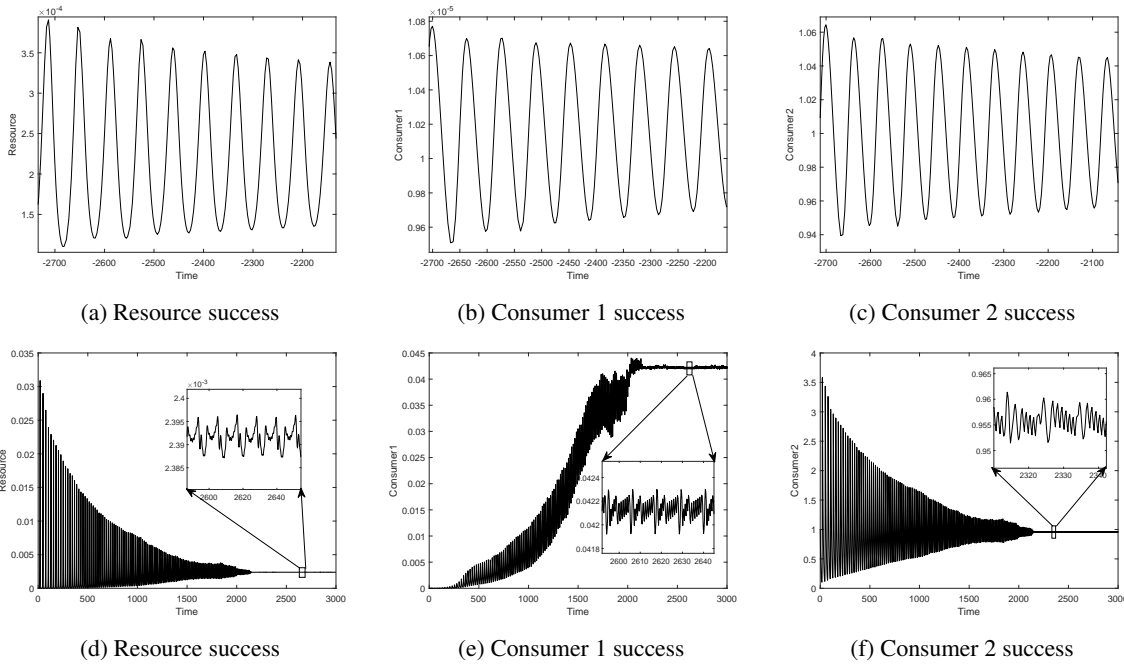 ×10⁻⁴
3.5
3
2.5
2
1.5
Resource
-2700 -2600 -2500 -2400 -2300 -2200
Time
(a) Resource success
1.08 ×10⁻⁵
1.06
1.04
1.02
1
0.98
0.96
Consumer1
-2700 -2650 -2600 -2550 -2500 -2450 -2400 -2350 -2300 -2250 -2200
Time
(b) Consumer 1 success
1.06
1.04
1.02
1
0.98
0.96
0.94
Consumer2
-2700 -2600 -2500 -2400 -2300 -2200 -2100
Time
(c) Consumer 2 success
0.035
0.03
0.025
0.02
0.015
0.01
0.005
0
Resource
0 500 1000 1500 2000 2500 3000
Time
×10⁻³
2.4
2.395
2.39
2.385
2600 2620 2640
(d) Resource success
0.045
0.04
0.035
0.03
0.025
0.02
0.015
0.01
0.005
0
Consumer1
0 500 1000 1500 2000 2500 3000
Time
0.0424
0.0422
0.042
0.0418
2600 2610 2620 2630 2640
(e) Consumer 1 success
4
3.5
3
2.5
2
1.5
1
0.5
0
Consumer2
0 500 1000 1500 2000 2500 3000
Time
0.965
0.96
0.955
0.95
2320 2330 2340
(f) Consumer 2 success